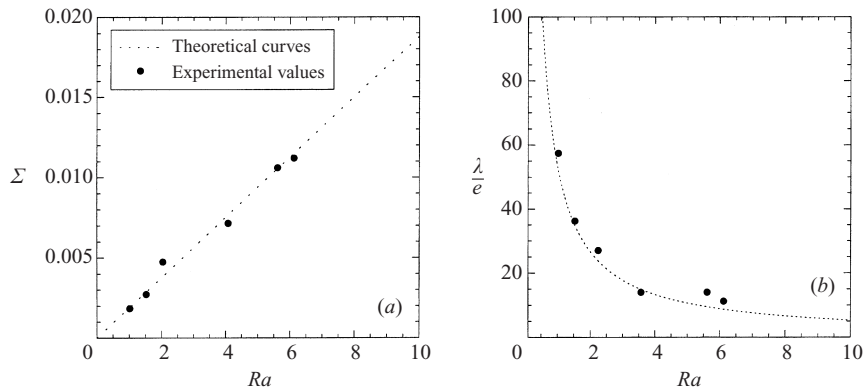 0.020
0.015
0.010
0.005
Σ
Theoretical curves
Experimental values
(a)
0 2 4 6 8 10
Ra
100
80
60
40
20
λ
e
(b)
0 2 4 6 8 10
Ra